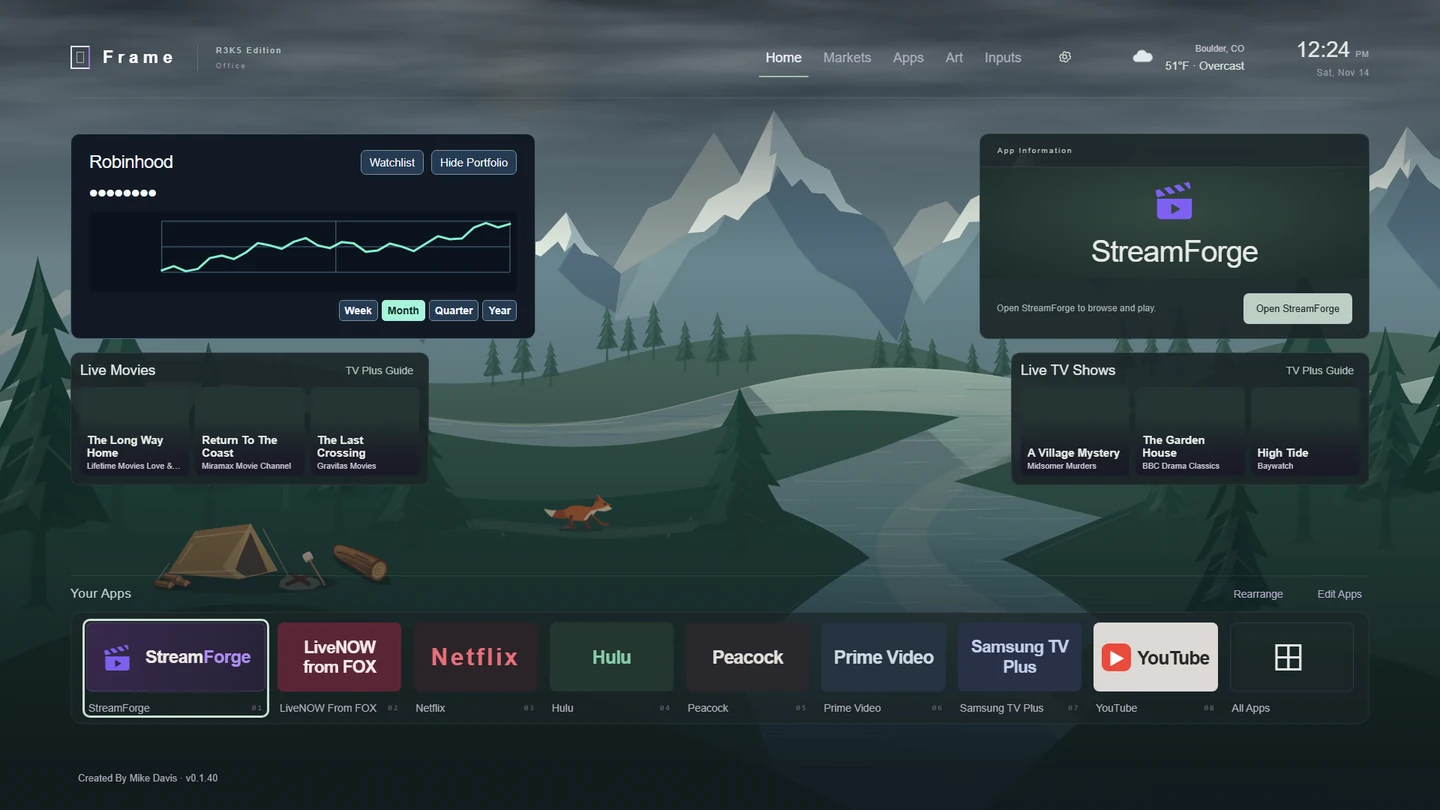 Frame
R3K5 Edition
Office
Home
Markets
Apps
Art
Inputs
Boulder, CO
51°F · Overcast
12:24 PM
Sat, Nov 14
Robinhood
Watchlist
Hide Portfolio
Week
Month
Quarter
Year
App Information
StreamForge
Open StreamForge to browse and play.
Open StreamForge
Live Movies
TV Plus Guide
The Long Way
Home
Lifetime Movies Love &...
Return To The
Coast
Miramax Movie Channel
The Last
Crossing
Gravitas Movies
Live TV Shows
TV Plus Guide
A Village Mystery
Midsomer Murders
The Garden
House
BBC Drama Classics
High Tide
Baywatch
Your Apps
Rearrange
Edit Apps
StreamForge
LiveNOW
from FOX
Netflix
Hulu
Peacock
Prime Video
Samsung TV
Plus
YouTube
StreamForge 01
LiveNOW From FOX 02
Netflix 03
Hulu 04
Peacock 05
Prime Video 06
Samsung TV Plus 07
YouTube 08
All Apps
Created By Mike Davis · v0.1.40